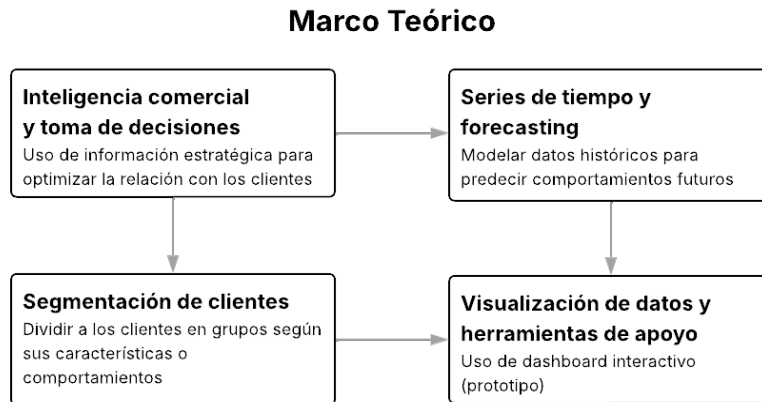 Marco Teórico
Inteligencia comercial
y toma de decisiones
Uso de información estratégica para
optimizar la relación con los clientes
Series de tiempo y
forecasting
Modelar datos históricos para
predecir comportamientos futuros
Segmentación de clientes
Dividir a los clientes en grupos según
sus características o
comportamientos
Visualización de datos y
herramientas de apoyo
Uso de dashboard interactivo
(prototipo)